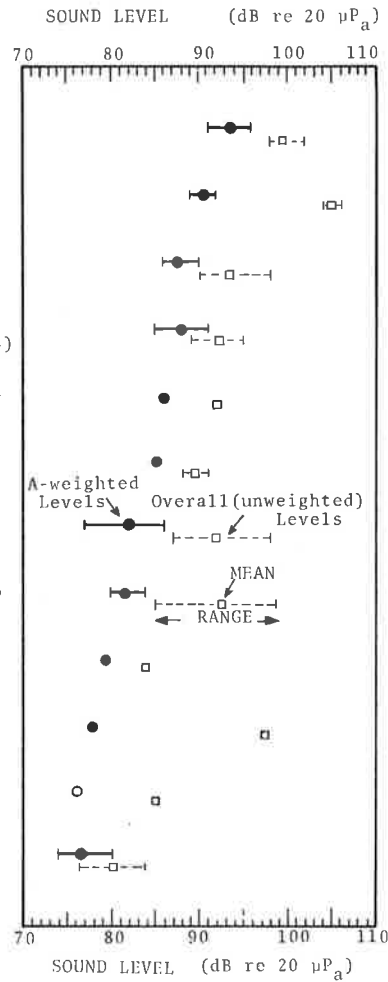 SOUND LEVEL (dB re 20 µPa)
70 80 90 100 110
)
A-weighted
Levels
Overall(unweighted)
Levels
MEAN
RANGE
70 80 90 100 110
SOUND LEVEL (dB re 20 µPa)